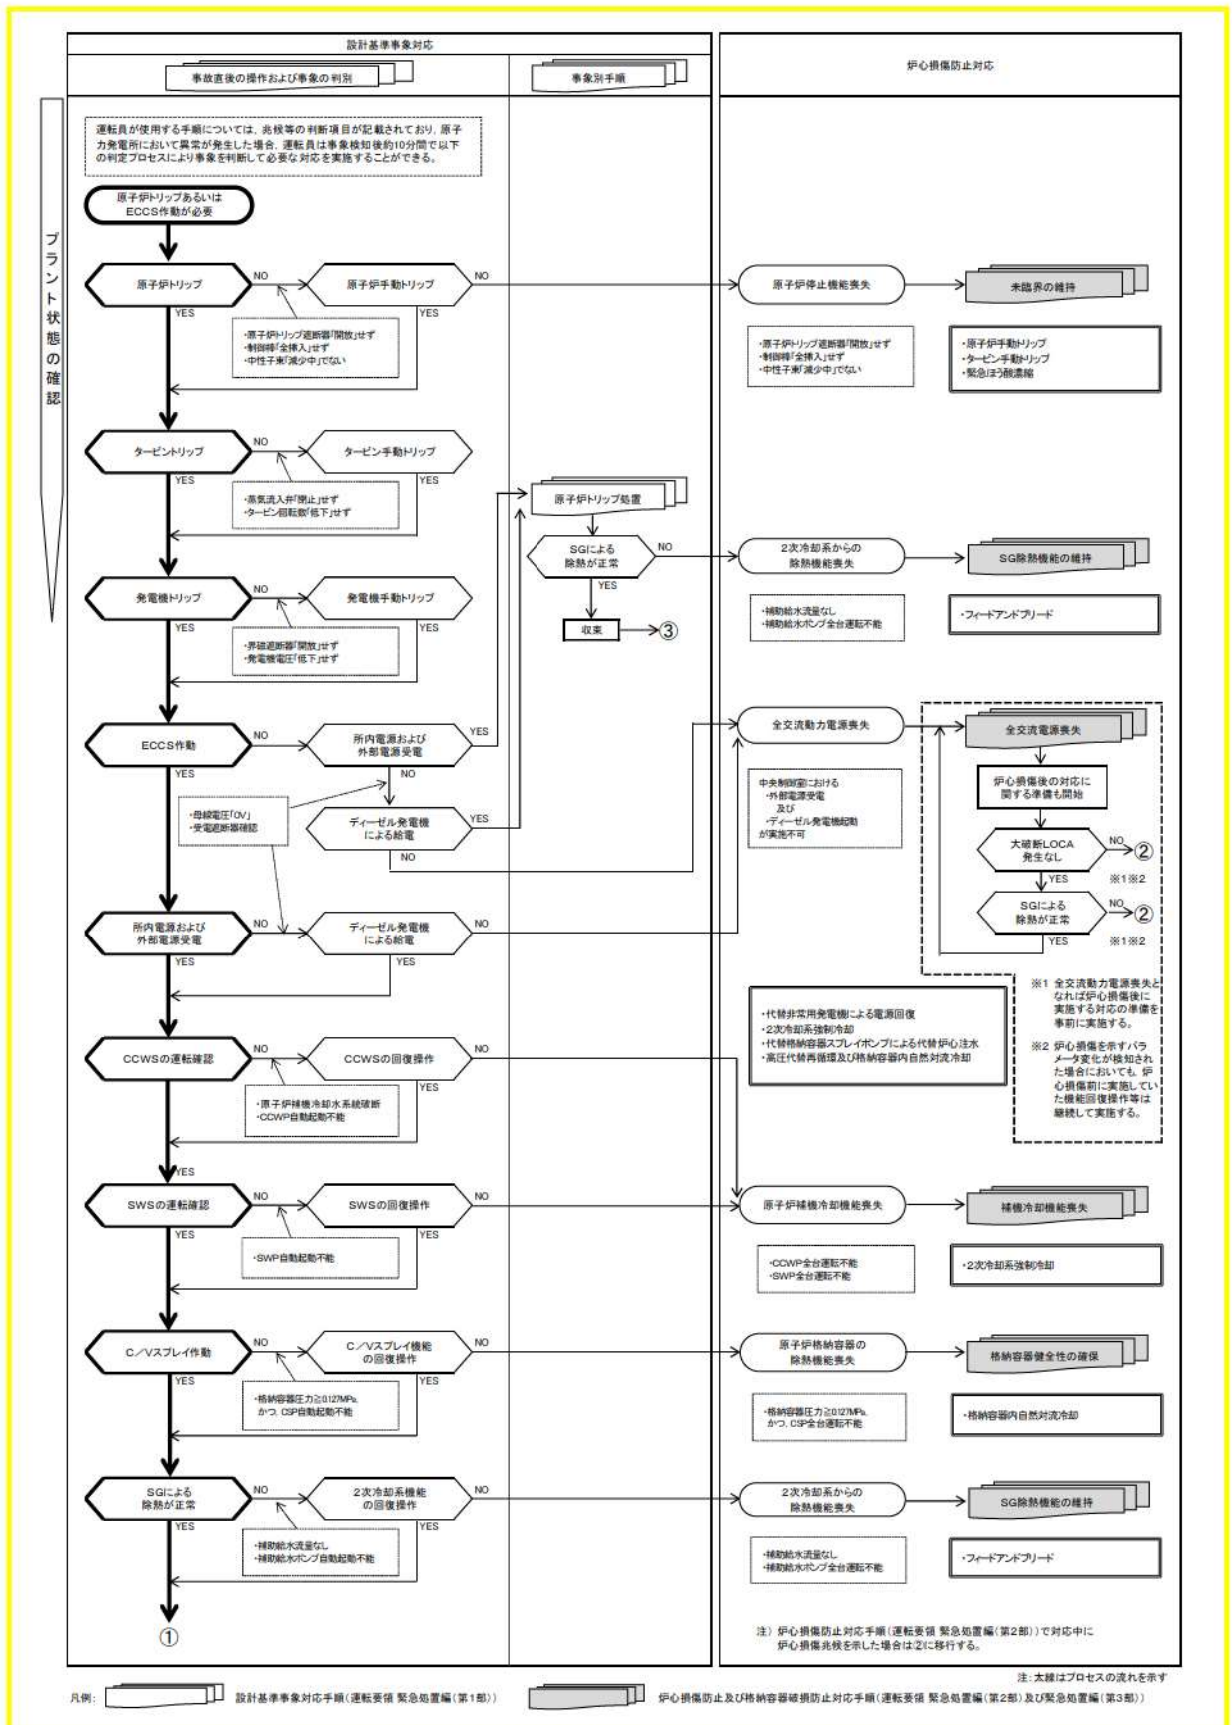 設計基準事象対応
事故直後の操作および事象の判別
事象別手順
炉心損傷防止対応
プラント状態の確認
運転員が使用する手順については、兆候等の判断項目が記載されており、原子
力発電所において異常が発生した場合、運転員は事象検知後約10分間で以下
の判定プロセスにより事象を判断して必要な対応を実施することができる。
原子炉トリップあるいは
ECCS作動が必要
原子炉トリップ
NO
原子炉手動トリップ
NO
原子炉停止機能喪失
未臨界の維持
YES
YES
・原子炉トリップ遮断器「開放」せず
・制御棒「全挿入」せず
・中性子束「減少中」でない
・原子炉トリップ遮断器「開放」せず
・制御棒「全挿入」せず
・中性子束「減少中」でない
・原子炉手動トリップ
・タービン手動トリップ
・緊急ほう酸濃縮
タービントリップ
NO
タービン手動トリップ
YES
YES
・蒸気流入弁「閉止」せず
・タービン回転数「低下」せず
原子炉トリップ処置
SGによる
除熱が正常
NO
2次冷却系からの
除熱機能喪失
SG除熱機能の維持
YES
収束
③
・補助給水流量なし
・補助給水ポンプ全台運転不能
・フィードアンドブリード
発電機トリップ
NO
発電機手動トリップ
YES
YES
・界磁遮断器「開放」せず
・発電機電圧「低下」せず
ECCS作動
NO
所内電源および
外部電源受電
YES
全交流動力電源喪失
全交流電源喪失
YES
NO
・母線電圧「0V」
・受電遮断器確認
ディーゼル発電機
による給電
YES
NO
中央制御室における
・外部電源受電
及び
・ディーゼル発電機起動
が実施不可
炉心損傷後の対応に
関する準備も開始
大破断LOCA
発生なし
NO
②
YES
※1※2
SGによる
除熱が正常
NO
②
YES
※1※2
所内電源および
外部電源受電
NO
ディーゼル発電機
による給電
NO
YES
YES
※1 全交流動力電源喪失と
なれば炉心損傷後に
実施する対応の準備を
事前に実施する。
※2 炉心損傷を示すパラ
メータ変化が検知され
た場合においても、炉
心損傷前に実施してい
た機能回復操作等は
継続して実施する。
・代替非常用発電機による電源回復
・2次冷却系強制冷却
・代替格納容器スプレイポンプによる代替炉心注水
・高圧代替再循環及び格納容器内自然対流冷却
CCWSの運転確認
NO
CCWSの回復操作
NO
YES
・原子炉補機冷却水系統破断
・CCWP自動起動不能
YES
SWSの運転確認
NO
SWSの回復操作
NO
原子炉補機冷却機能喪失
補機冷却機能喪失
YES
YES
・SWP自動起動不能
・CCWP全台運転不能
・SWP全台運転不能
・2次冷却系強制冷却
C/Vスプレイ作動
NO
C/Vスプレイ機能
の回復操作
NO
原子炉格納容器の
除熱機能喪失
格納容器健全性の確保
YES
YES
・格納容器圧力≧0.127MPa、
かつ、CSP自動起動不能
・格納容器圧力≧0.127MPa、
かつ、CSP全台運転不能
・格納容器内自然対流冷却
SGによる
除熱が正常
NO
2次冷却系機能
の回復操作
NO
2次冷却系からの
除熱機能喪失
SG除熱機能の維持
YES
YES
・補助給水流量なし
・補助給水ポンプ自動起動不能
・補助給水流量なし
・補助給水ポンプ全台運転不能
・フィードアンドブリード
①
注) 炉心損傷防止対応手順(運転要領 緊急処置編(第2部))で対応中に
炉心損傷兆候を示した場合は②に移行する。
注:太線はプロセスの流れを示す
凡例:
設計基準事象対応手順(運転要領 緊急処置編(第1部))
炉心損傷防止及び格納容器破損防止対応手順(運転要領 緊急処置編(第2部)及び緊急処置編(第3部))